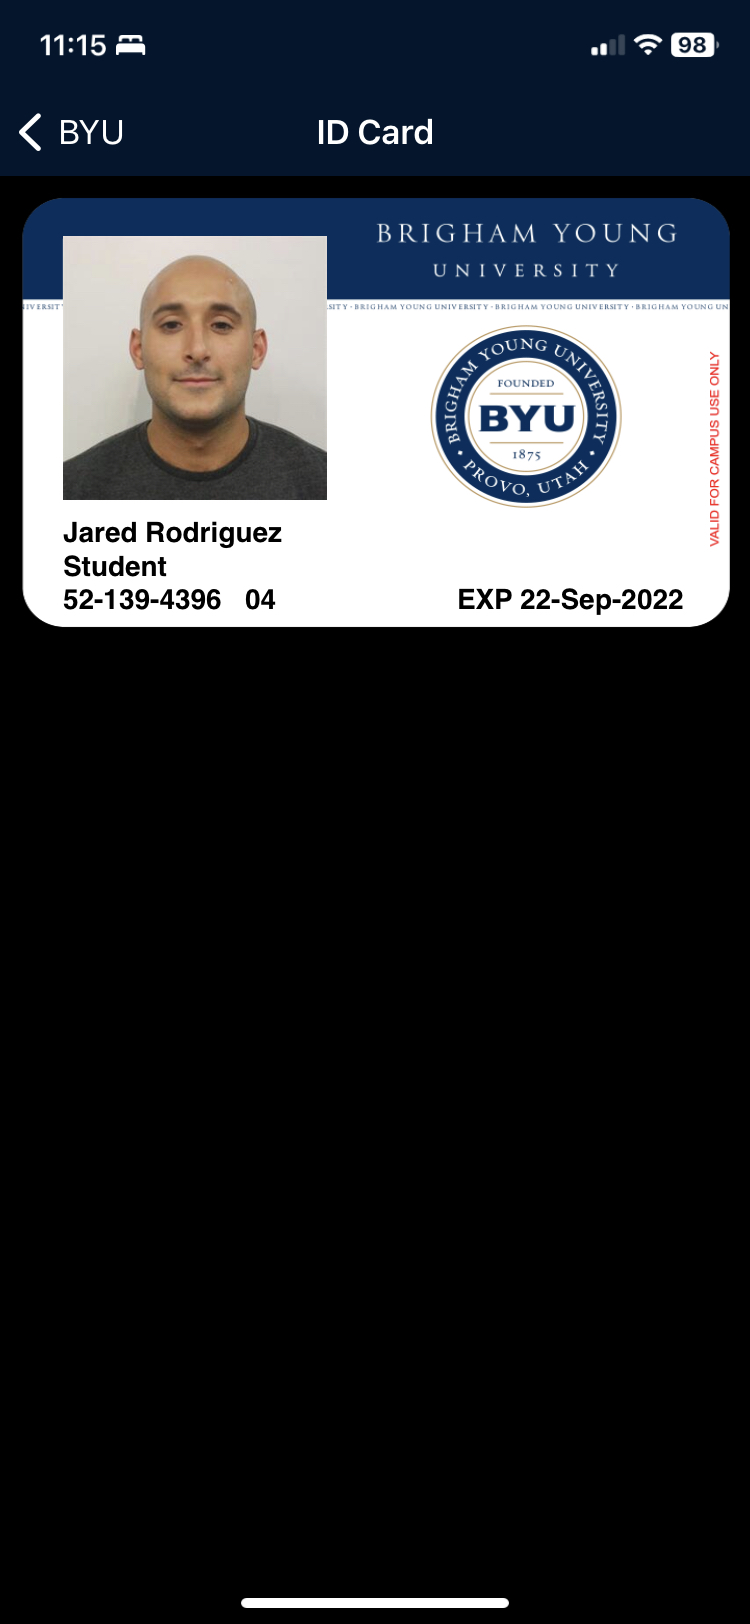 11:15
98
BYU
ID Card
BRIGHAM YOUNG
UNIVERSITY
IVERSIT
SITY · BRIGHAM YOUNG UNIVERSITY · BRIGHAM YOUNG UNIVERSITY · BRIGHAM YOUNG UN
BRIGHAM YOUNG UNIVERSITY
FOUNDED
BYU
1875
PROVO, UTAH
VALID FOR CAMPUS USE ONLY
Jared Rodriguez
Student
52-139-4396 04
EXP 22-Sep-2022